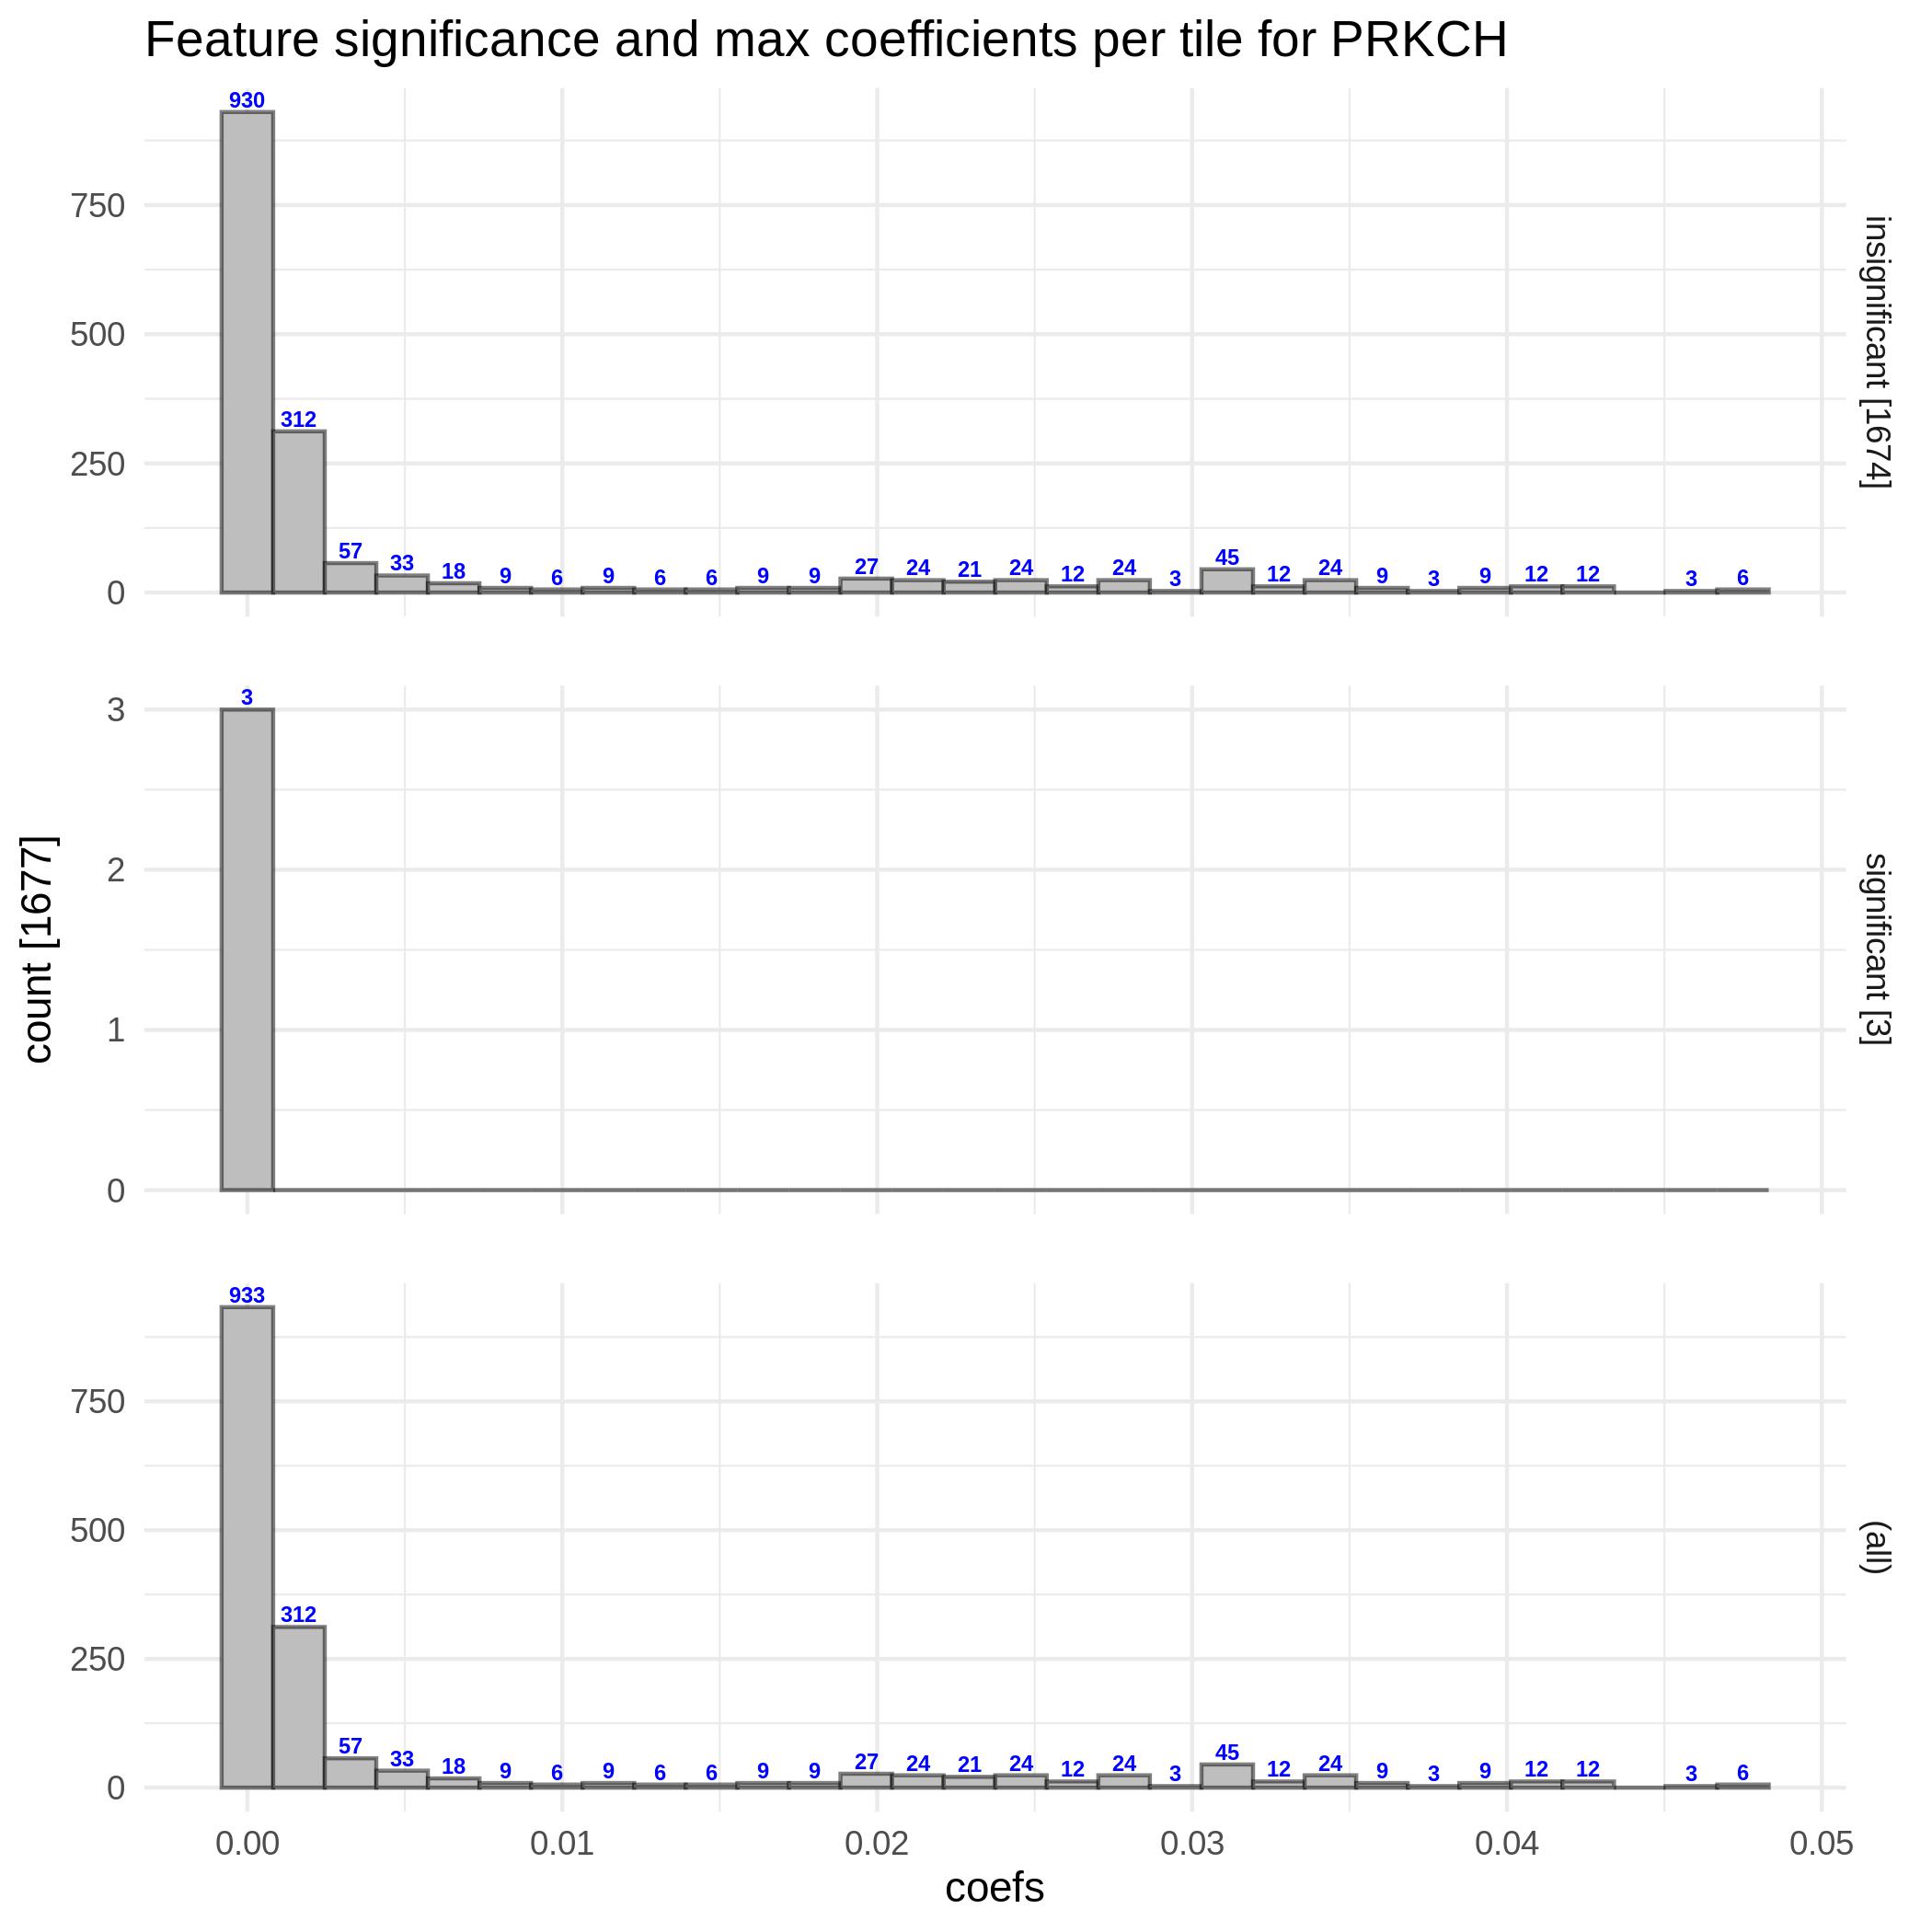 Feature significance and max coefficients per tile for PRKCH
count [1677]
930
312
57 33 18 9 6 9 6 6 9 9 27 24 21 24 12 24 3 45 12 24 9 3 9 12 12 3 6
750
500
250
0
insignificant [1674]
3
3
2
1
0
significant [3]
933
312
57 33 18 9 6 9 6 6 9 9 27 24 21 24 12 24 3 45 12 24 9 3 9 12 12 3 6
750
500
250
0
(all)
0.00 0.01 0.02 0.03 0.04 0.05
coefs